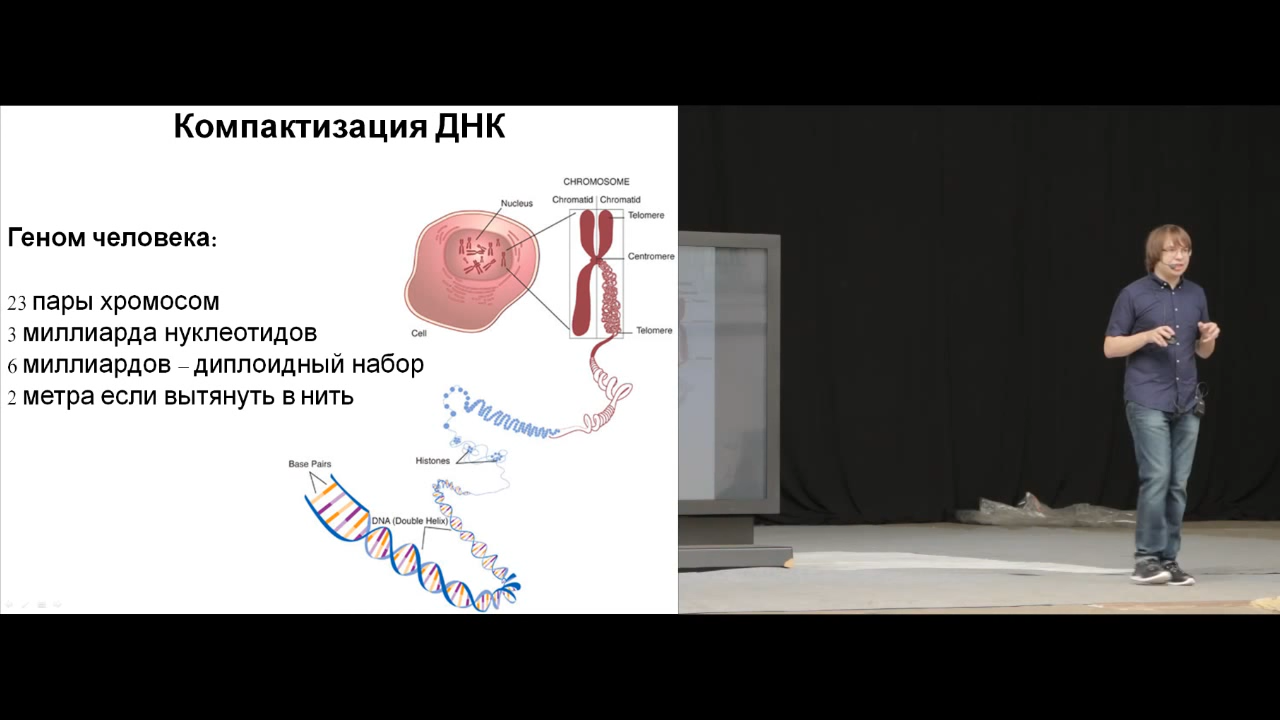 Компактизация ДНК
Геном человека:
23 пары хромосом
3 миллиарда нуклеотидов
6 миллиардов – диплоидный набор
2 метра если вытянуть в нить
CHROMOSOME
Chromatid Chromatid
Nucleus
Telomere
Centromere
Telomere
Cell
Histones
Base Pairs
DNA (Double Helix)